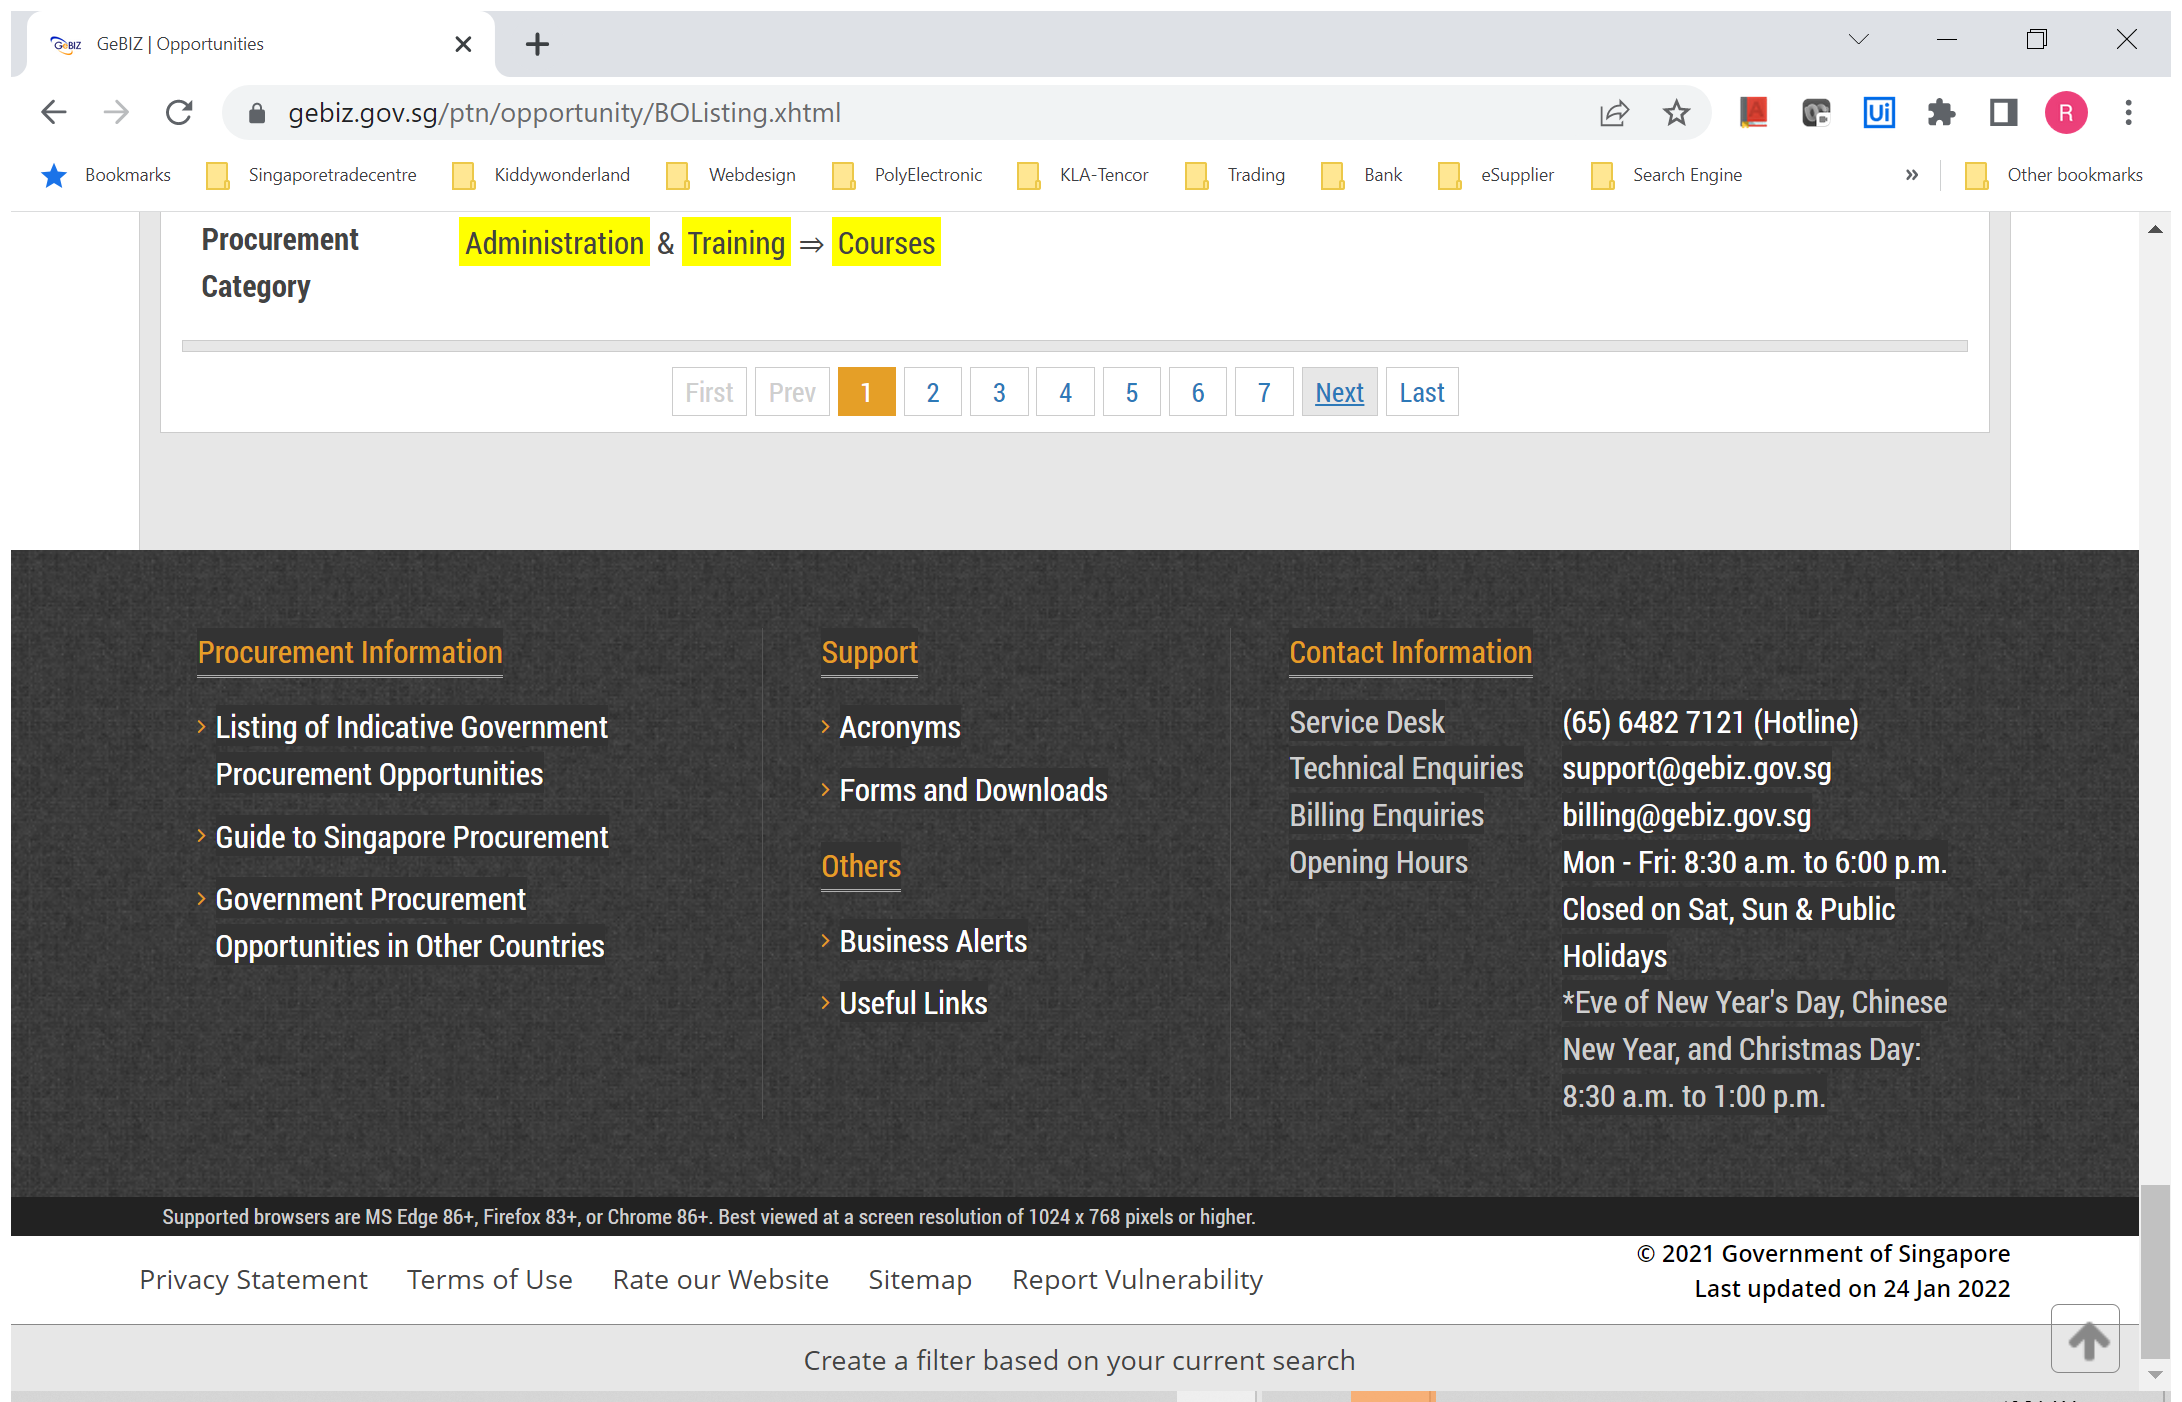 GeBIZ GeBIZ | Opportunities
gebiz.gov.sg/ptn/opportunity/BOListing.xhtml Ui R
Bookmarks Singaporetradecentre Kiddywonderland Webdesign PolyElectronic KLA-Tencor Trading Bank eSupplier Search Engine » Other bookmarks
Procurement Category Administration & Training ⇒ Courses
First Prev 1 2 3 4 5 6 7 Next Last
Procurement Information
Listing of Indicative Government
Procurement Opportunities
Guide to Singapore Procurement
Government Procurement
Opportunities in Other Countries
Support
Acronyms
Forms and Downloads
Others
Business Alerts
Useful Links
Contact Information
Service Desk (65) 6482 7121 (Hotline)
Technical Enquiries support@gebiz.gov.sg
Billing Enquiries billing@gebiz.gov.sg
Opening Hours Mon - Fri: 8:30 a.m. to 6:00 p.m.
Closed on Sat, Sun & Public
Holidays
*Eve of New Year's Day, Chinese
New Year, and Christmas Day:
8:30 a.m. to 1:00 p.m.
Supported browsers are MS Edge 86+, Firefox 83+, or Chrome 86+. Best viewed at a screen resolution of 1024 x 768 pixels or higher.
Privacy Statement Terms of Use Rate our Website Sitemap Report Vulnerability
© 2021 Government of Singapore
Last updated on 24 Jan 2022
Create a filter based on your current search